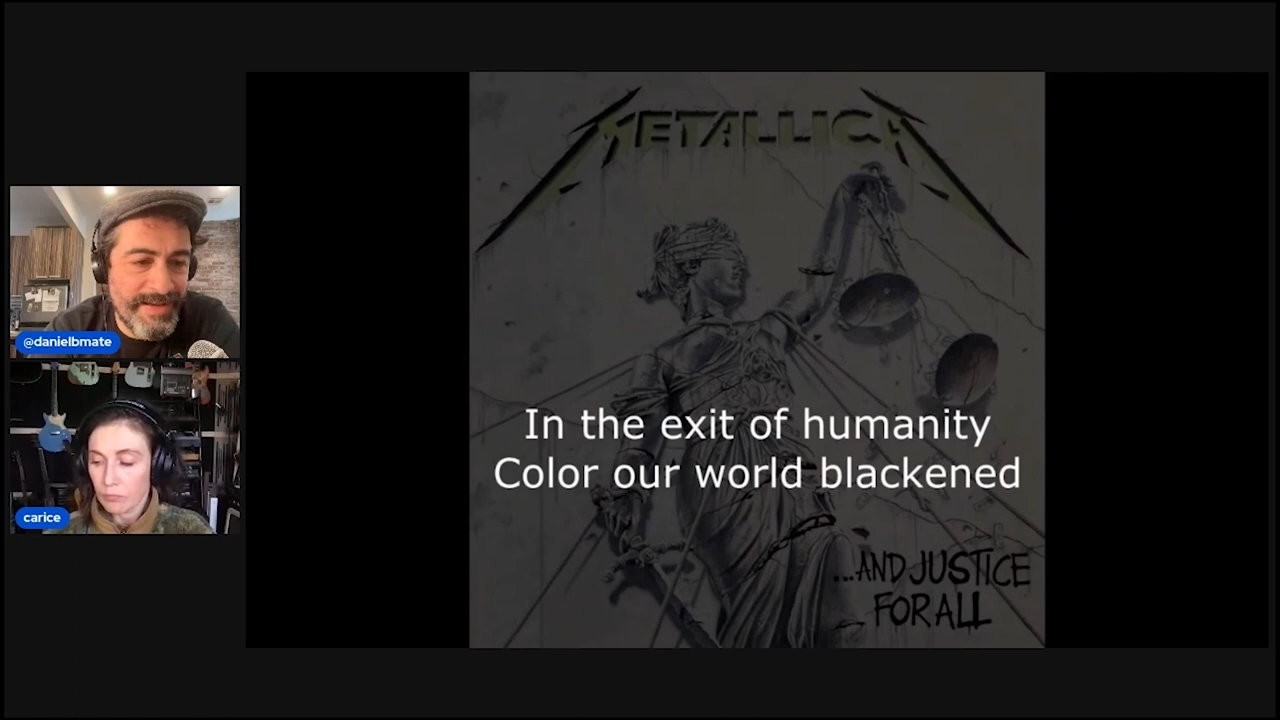 METALLICA
@danielbmate
In the exit of humanity
Color our world blackened
carice
...AND JUSTICE
FOR ALL